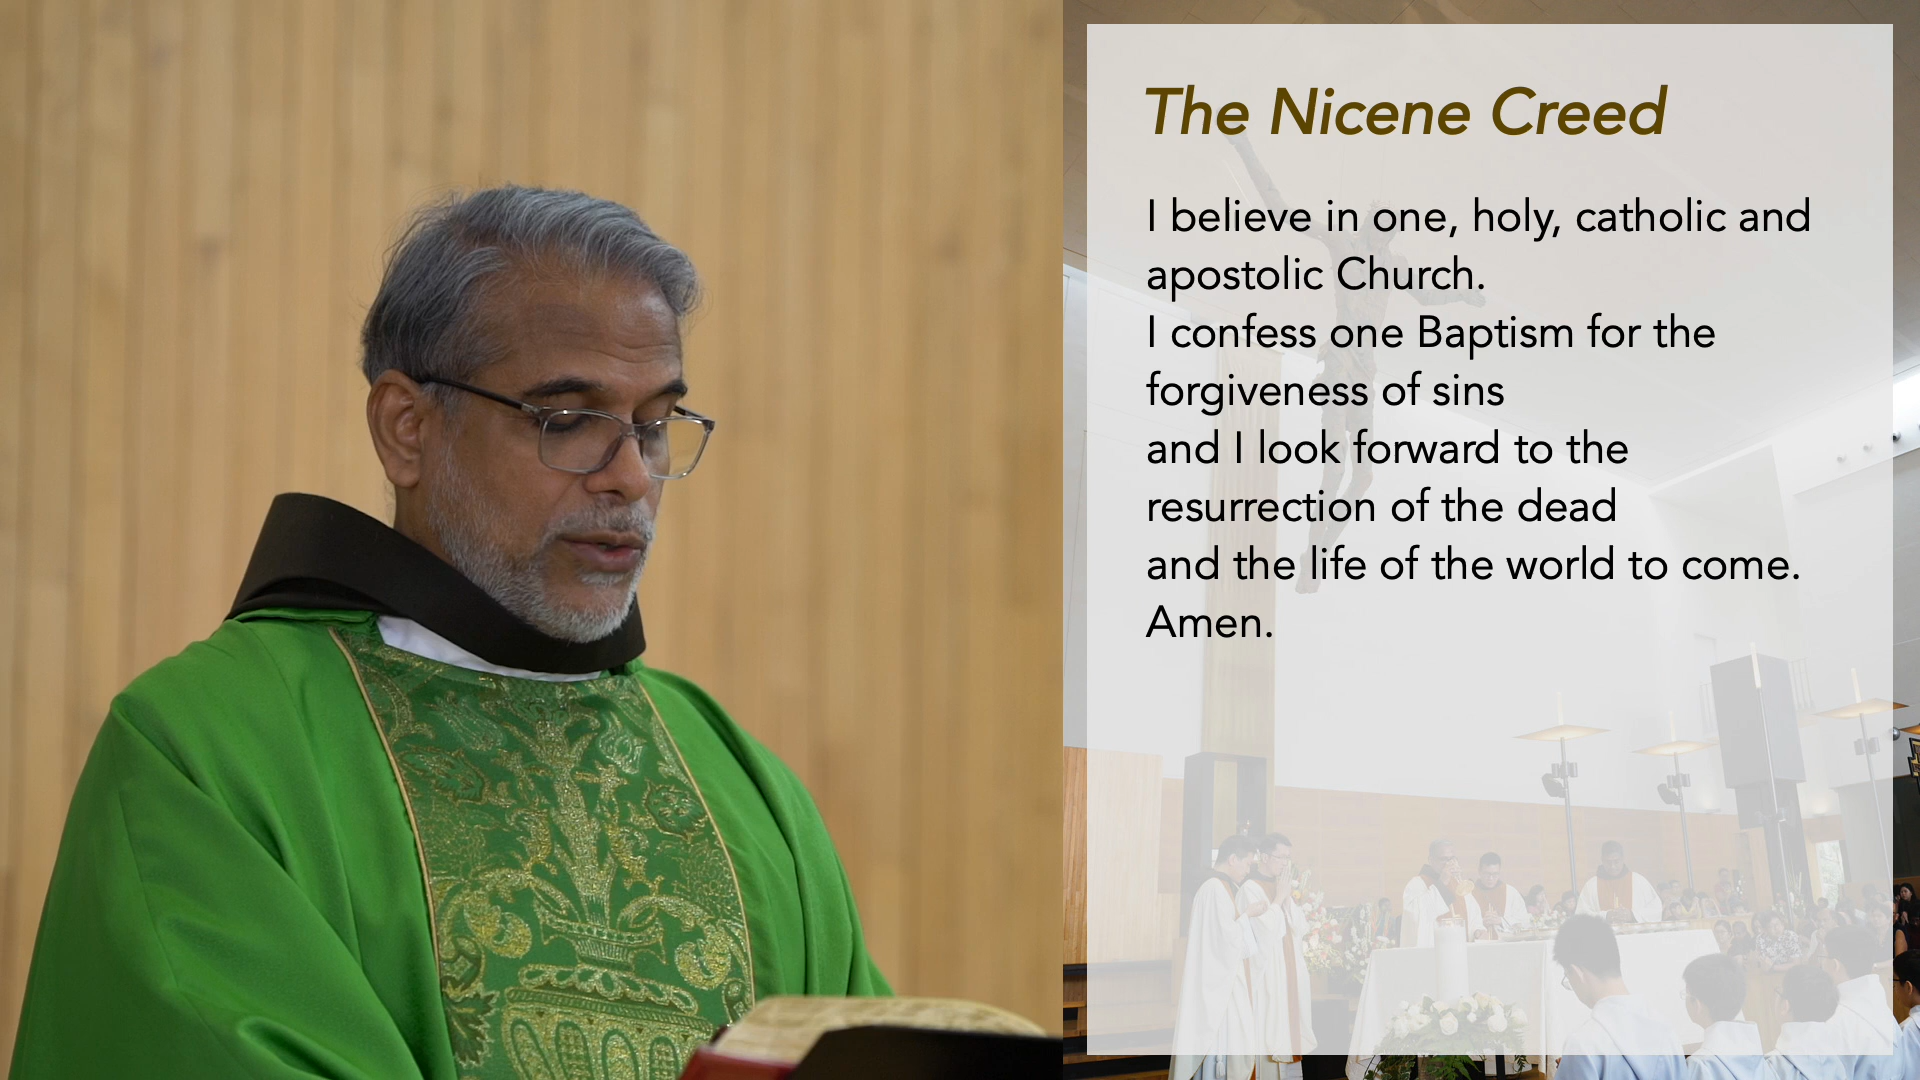 The Nicene Creed
I believe in one, holy, catholic and
apostolic Church.
I confess one Baptism for the
forgiveness of sins
and I look forward to the
resurrection of the dead
and the life of the world to come.
Amen.